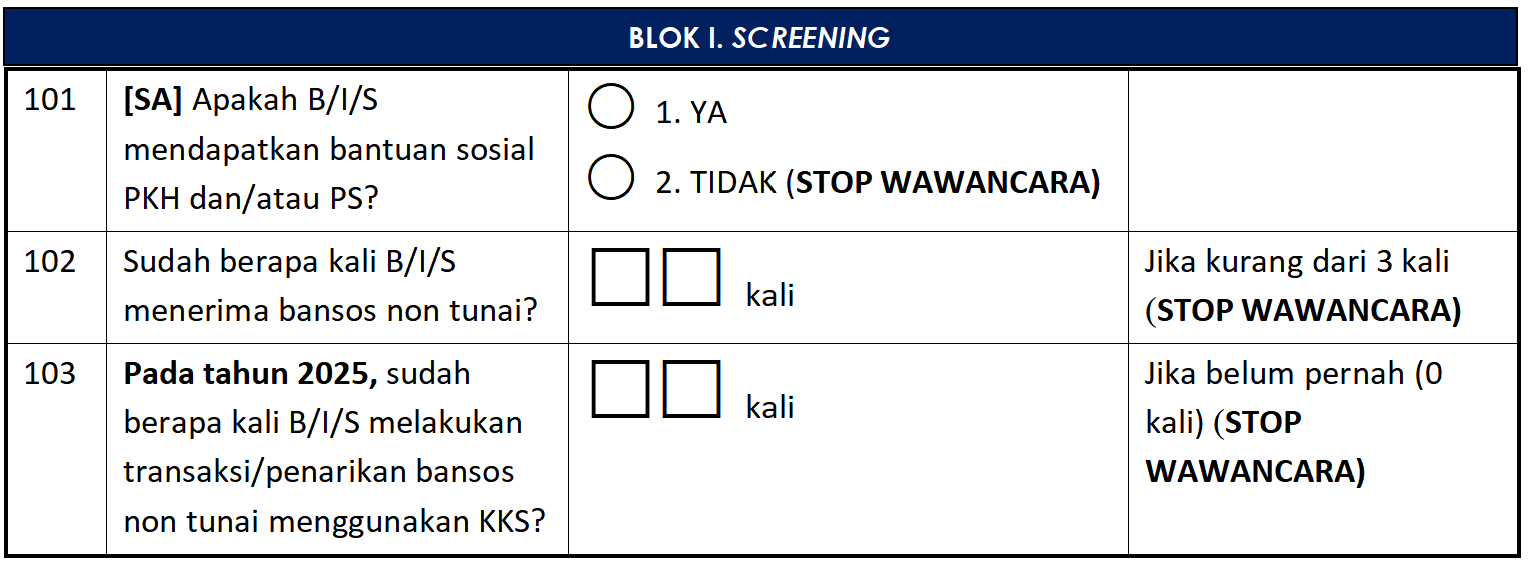 BLOK I. SCREENING
101
[SA] Apakah B/I/S
mendapatkan bantuan sosial
PKH dan/atau PS?
1. YA
2. TIDAK (STOP WAWANCARA)
102
Sudah berapa kali B/I/S
menerima bansos non tunai?
kali
Jika kurang dari 3 kali
(STOP WAWANCARA)
103
Pada tahun 2025, sudah
berapa kali B/I/S melakukan
transaksi/penarikan bansos
non tunai menggunakan KKS?
kali
Jika belum pernah (0
kali) (STOP
WAWANCARA)